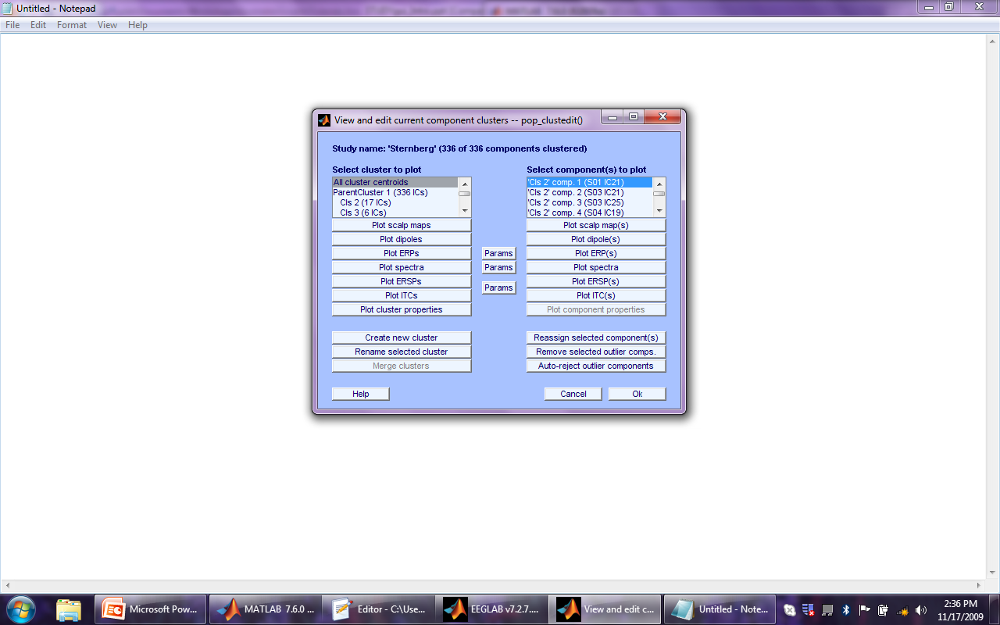 Untitled - Notepad
File Edit Format View Help
View and edit current component clusters -- pop_clustedit()
Study name: 'Sternberg' (336 of 336 components clustered)
Select cluster to plot
All cluster centroids
ParentCluster 1 (336 ICs)
Cls 2 (17 ICs)
Cls 3 (6 ICs)
Select component(s) to plot
'Cls 2' comp. 1 (S01 IC21)
'Cls 2' comp. 2 (S03 IC21)
'Cls 2' comp. 3 (S03 IC25)
'Cls 2' comp. 4 (S04 IC19)
Plot scalp maps
Plot scalp map(s)
Plot dipoles
Plot dipole(s)
Plot ERPs
Params
Plot ERP(s)
Plot spectra
Params
Plot spectra
Plot ERSPs
Params
Plot ERSP(s)
Plot ITCs
Plot ITC(s)
Plot cluster properties
Plot component properties
Create new cluster
Reassign selected component(s)
Rename selected cluster
Remove selected outlier comps.
Merge clusters
Auto-reject outlier components
Help
Cancel
Ok
Microsoft Pow...
MATLAB 7.6.0 ...
Editor - C:\Use...
EEGLAB v7.2.7....
View and edit c...
Untitled - Note...
2:36 PM
11/17/2009